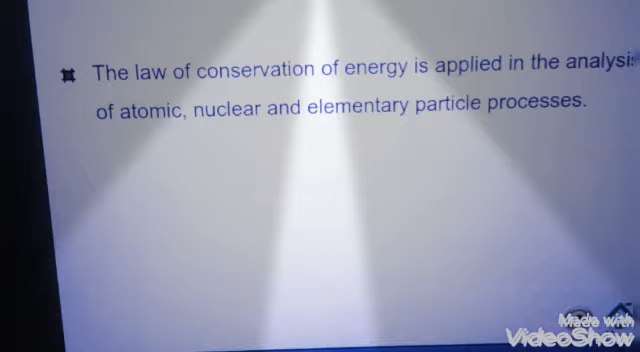 The law of conservation of energy is applied in the analysis
of atomic, nuclear and elementary particle processes.
Made with
VideoShow